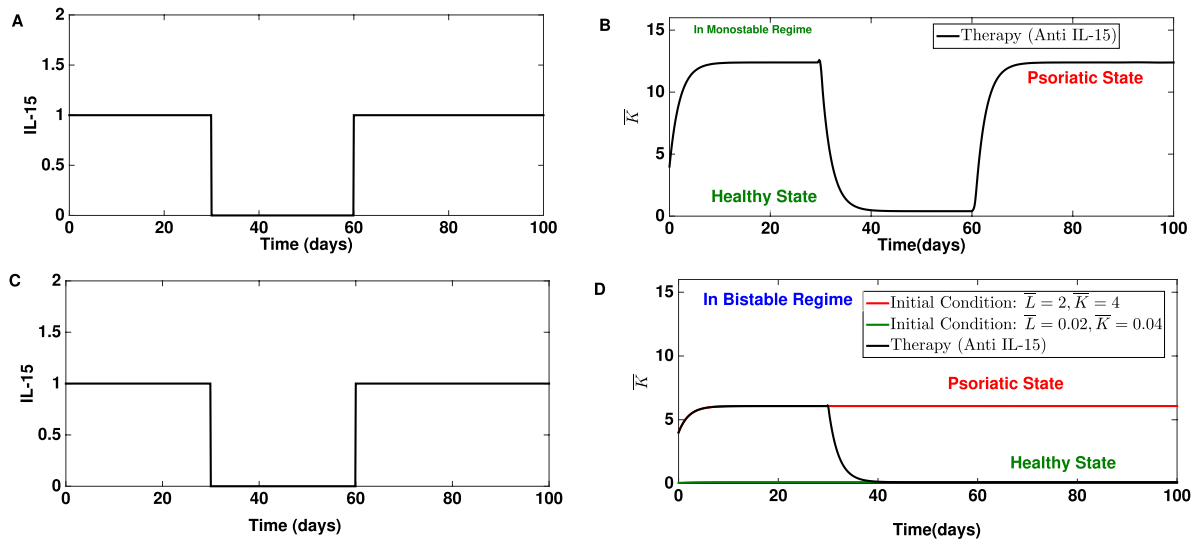 A
2
1.5
1
0.5
0
IL-15
0 20 40 60 80 100
Time (days)
B
15
10
5
0
K̅
In Monostable Regime
Therapy (Anti IL-15)
Psoriatic State
Healthy State
0 20 40 60 80 100
Time(days)
C
2
1.5
1
0.5
0
IL-15
0 20 40 60 80 100
Time (days)
D
15
10
5
0
K̅
In Bistable Regime
Initial Condition: L̅ = 2, K̅ = 4
Initial Condition: L̅ = 0.02, K̅ = 0.04
Therapy (Anti IL-15)
Psoriatic State
Healthy State
0 20 40 60 80 100
Time(days)